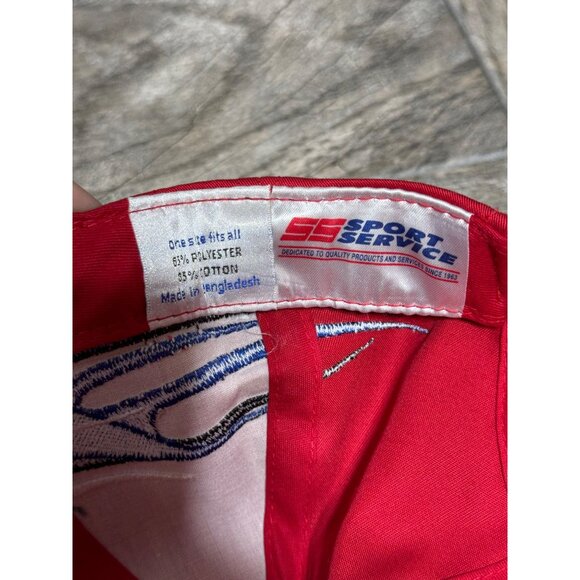 One size fits all
65% POLYESTER
35% COTTON
Made in Bangladesh
SS SPORT
SERVICE
DEDICATED TO QUALITY PRODUCTS AND SERVICES SINCE 1963